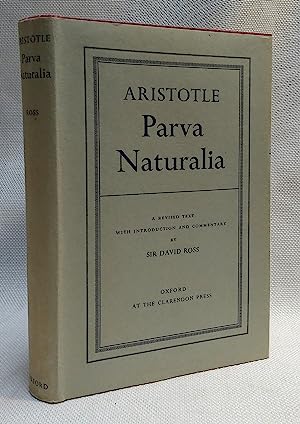 ARISTOTLE
Parva
Naturalia
A REVISED TEXT
WITH INTRODUCTION AND COMMENTARY
BY
SIR DAVID ROSS
OXFORD
AT THE CLARENDON PRESS
ARISTOTLE
Parva
Naturalia
ROSS
OXFORD